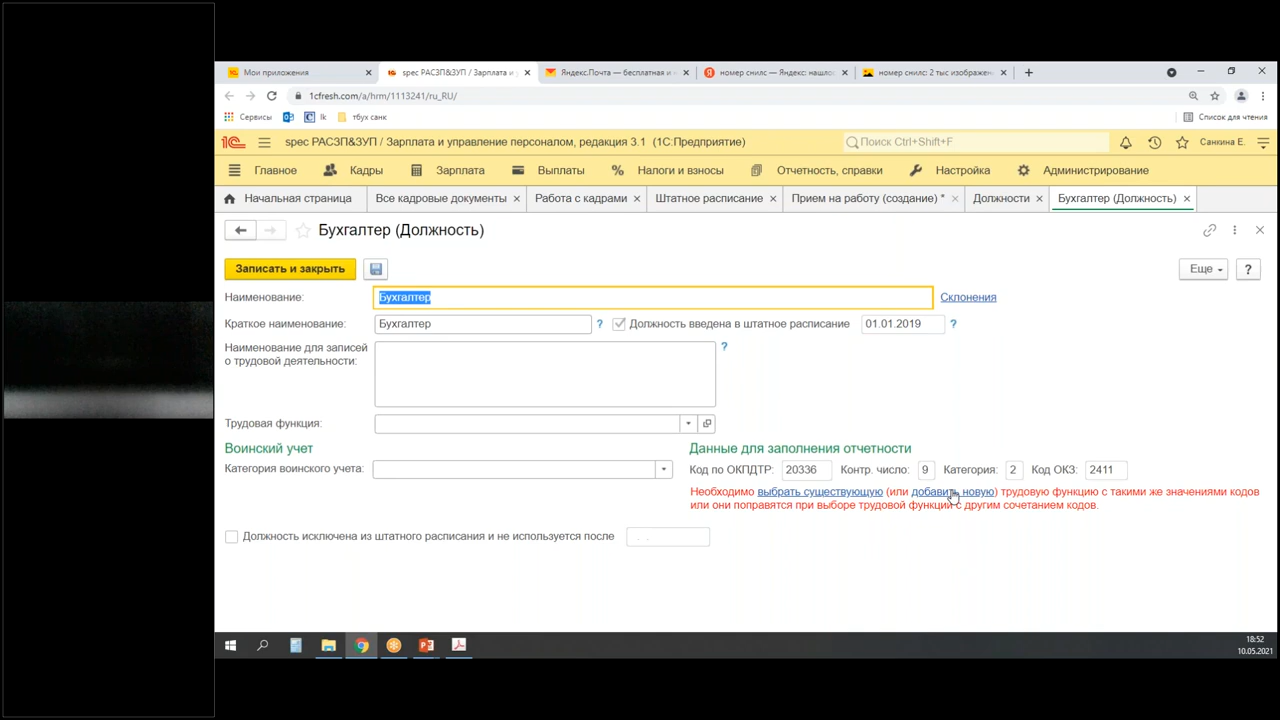 Мои приложения
spec РАСЗП&ЗУП / Зарплата и у
Яндекс.Почта — бесплатная и н
номер снилс — Яндекс: нашло
номер снилс: 2 тыс изображен
1cfresh.com/a/hrm/1113241/ru_RU/
Сервисы
lk
тбух санк
Список для чтения
spec РАСЗП&ЗУП / Зарплата и управление персоналом, редакция 3.1 (1С:Предприятие)
Поиск Ctrl+Shift+F
Санкина Е.
Главное
Кадры
Зарплата
Выплаты
Налоги и взносы
Отчетность, справки
Настройка
Администрирование
Начальная страница
Все кадровые документы
Работа с кадрами
Штатное расписание
Прием на работу (создание) *
Должности
Бухгалтер (Должность)
Бухгалтер (Должность)
Записать и закрыть
Еще
?
Наименование: Бухгалтер Склонения
Краткое наименование: Бухгалтер ? Должность введена в штатное расписание 01.01.2019 ?
Наименование для записей
о трудовой деятельности:
?
Трудовая функция:
Воинский учет
Категория воинского учета:
Данные для заполнения отчетности
Код по ОКПДТР: 20336 Контр. число: 9 Категория: 2 Код ОКЗ: 2411
Необходимо выбрать существующую (или добавить новую) трудовую функцию с такими же значениями кодов
или они поправятся при выборе трудовой функции с другим сочетанием кодов.
Должность исключена из штатного расписания и не используется после . .
18:52
10.05.2021